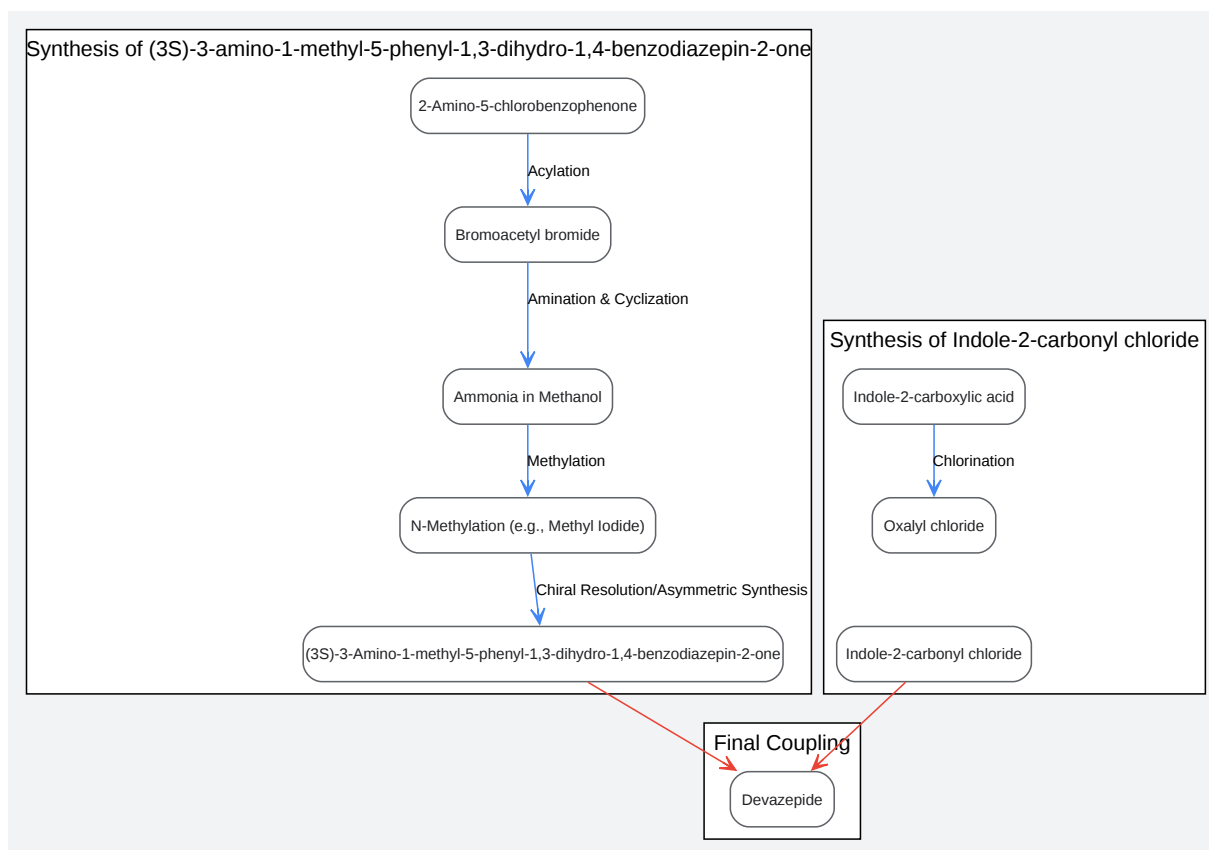 Synthesis of (3S)-3-amino-1-methyl-5-phenyl-1,3-dihydro-1,4-benzodiazepin-2-one
2-Amino-5-chlorobenzophenone
Acylation
Bromoacetyl bromide
Amination & Cyclization
Ammonia in Methanol
Methylation
N-Methylation (e.g., Methyl Iodide)
Chiral Resolution/Asymmetric Synthesis
(3S)-3-Amino-1-methyl-5-phenyl-1,3-dihydro-1,4-benzodiazepin-2-one
Synthesis of Indole-2-carbonyl chloride
Indole-2-carboxylic acid
Chlorination
Oxalyl chloride
Indole-2-carbonyl chloride
Final Coupling
Devazepide